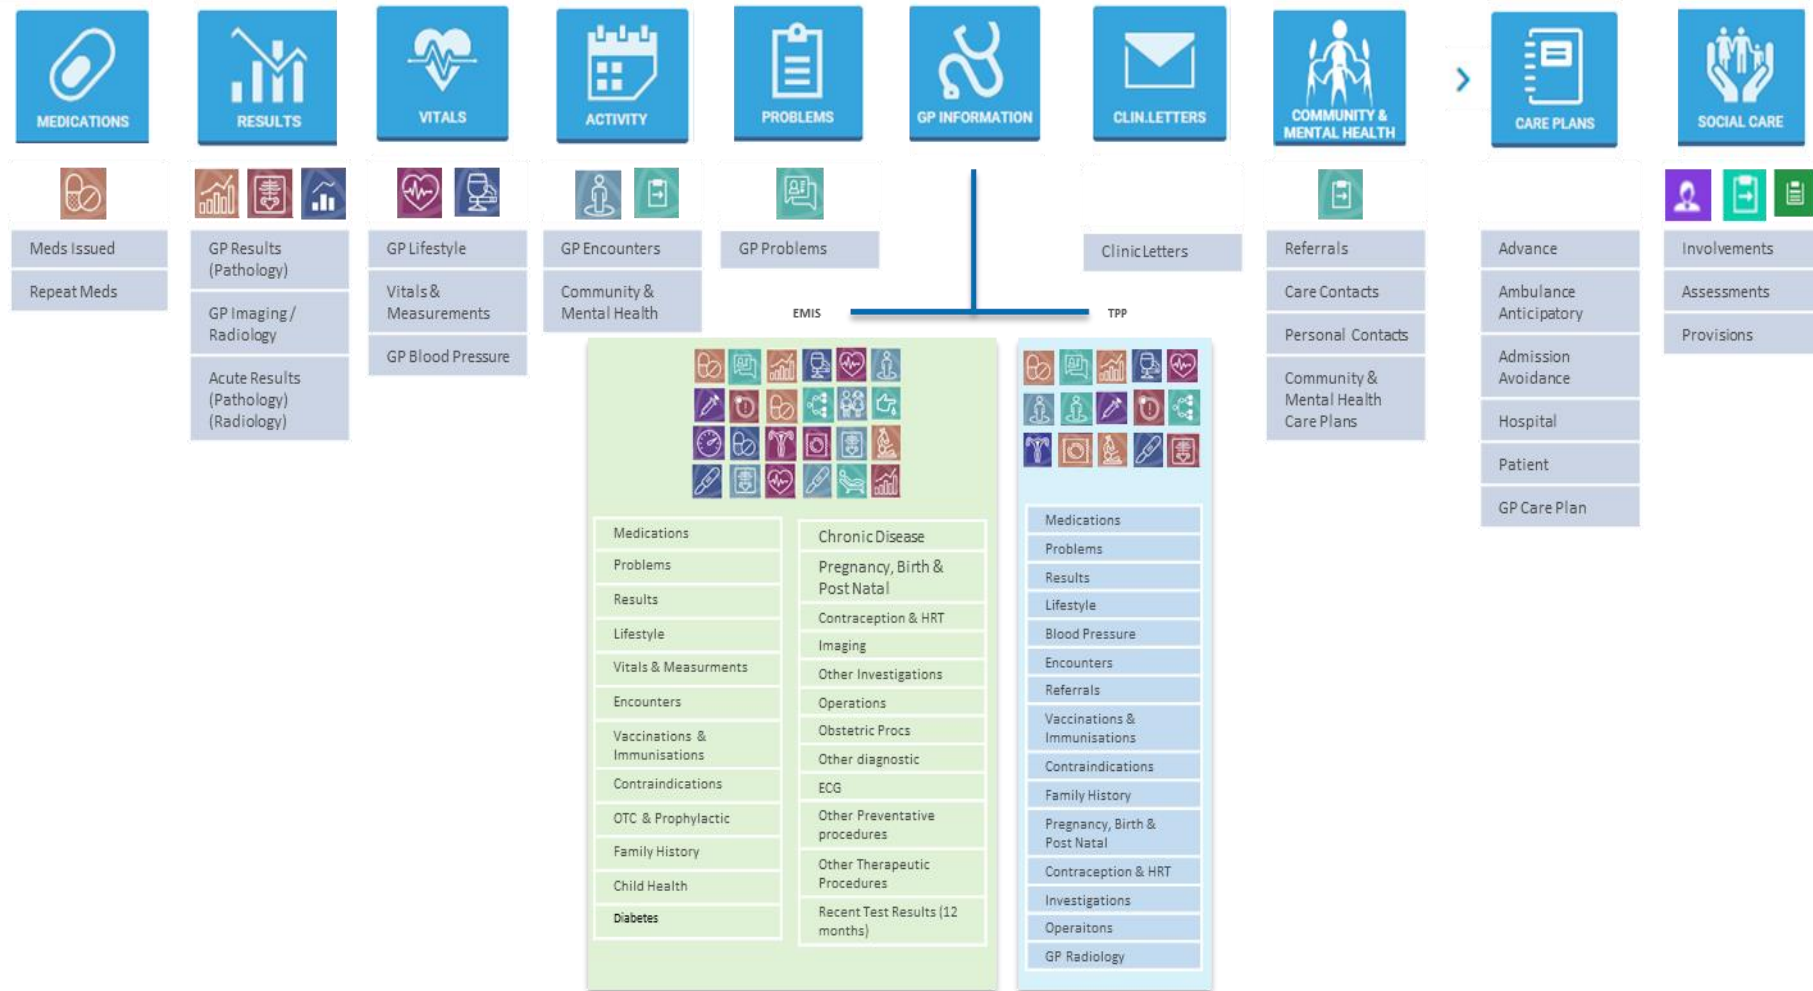 MEDICATIONS
RESULTS
VITALS
ACTIVITY
PROBLEMS
GP INFORMATION
CLIN.LETTERS
COMMUNITY &
MENTAL HEALTH
CARE PLANS
SOCIAL CARE
Meds Issued
Repeat Meds
GP Results
(Pathology)
GP Imaging /
Radiology
Acute Results
(Pathology)
(Radiology)
GP Lifestyle
Vitals &
Measurements
GP Blood Pressure
GP Encounters
Community &
Mental Health
GP Problems
Clinic Letters
Referrals
Care Contacts
Personal Contacts
Community &
Mental Health
Care Plans
Advance
Ambulance
Anticipatory
Admission
Avoidance
Hospital
Patient
GP Care Plan
Involvements
Assessments
Provisions
EMIS
TPP
Medications
Problems
Results
Lifestyle
Vitals & Measurments
Encounters
Vaccinations &
Immunisations
Contraindications
OTC & Prophylactic
Family History
Child Health
Diabetes
Chronic Disease
Pregnancy, Birth &
Post Natal
Contraception & HRT
Imaging
Other Investigations
Operations
Obstetric Procs
Other diagnostic
ECG
Other Preventative
procedures
Other Therapeutic
Procedures
Recent Test Results (12
months)
Medications
Problems
Results
Lifestyle
Blood Pressure
Encounters
Referrals
Vaccinations &
Immunisations
Contraindications
Family History
Pregnancy, Birth &
Post Natal
Contraception & HRT
Investigations
Operaitons
GP Radiology